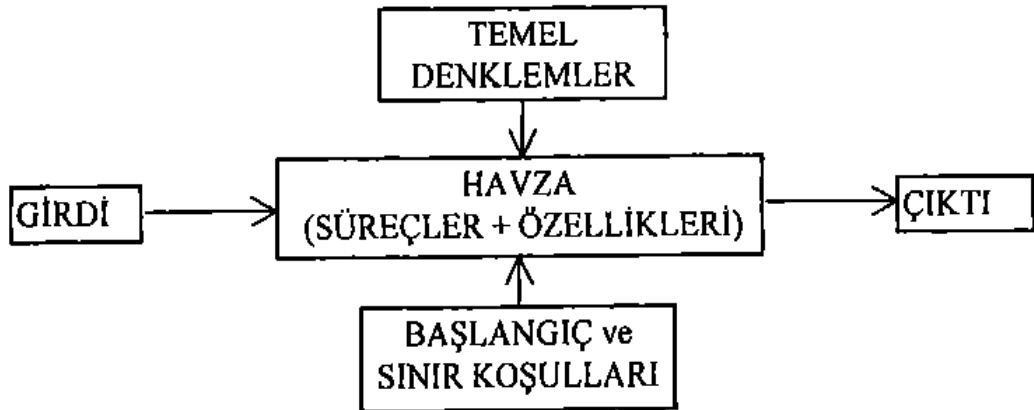 TEMEL
DENKLEMLER
GİRDİ
HAVZA
(SÜREÇLER + ÖZELLİKLERİ)
ÇIKTI
BAŞLANGIÇ ve
SINIR KOŞULLARI